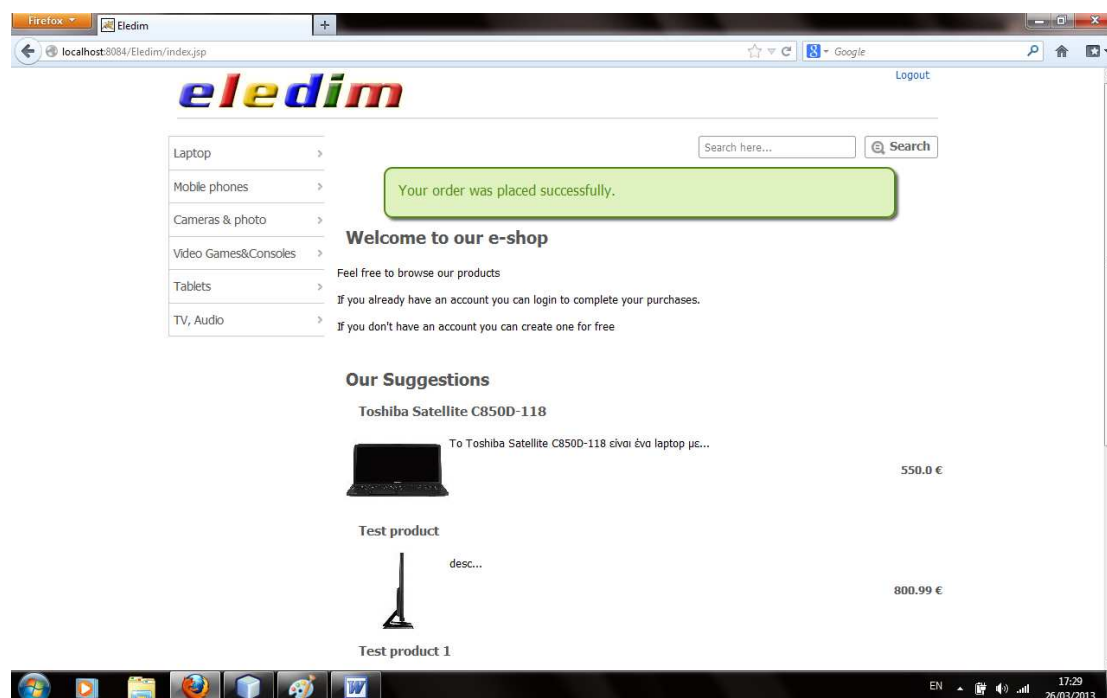 Firefox
Eledim
localhost:8084/Eledim/index.jsp
Google
Logout
eledim
Search here...
Search
Laptop
Mobile phones
Cameras & photo
Video Games&Consoles
Tablets
TV, Audio
Your order was placed successfully.
Welcome to our e-shop
Feel free to browse our products
If you already have an account you can login to complete your purchases.
If you don't have an account you can create one for free
Our Suggestions
Toshiba Satellite C850D-118
Το Toshiba Satellite C850D-118 είναι ένα laptop με...
550.0 €
Test product
desc...
800.99 €
Test product 1
EN
17:29
26/03/2013